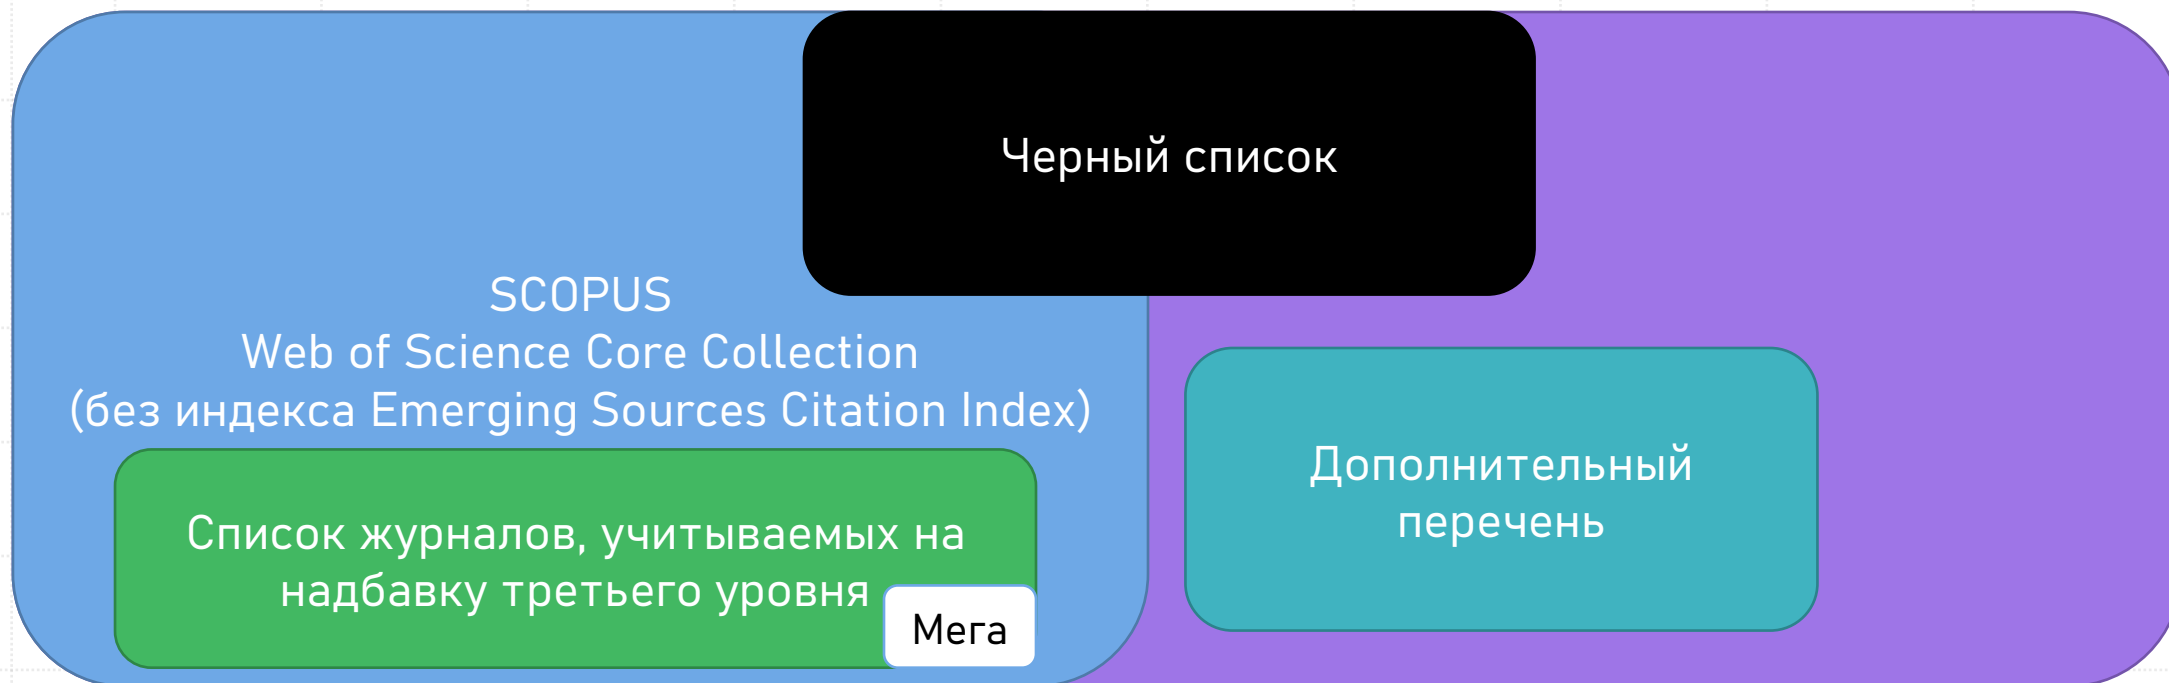 Черный список
SCOPUS
Web of Science Core Collection
(без индекса Emerging Sources Citation Index)
Дополнительный
перечень
Список журналов, учитываемых на
надбавку третьего уровня
Мега